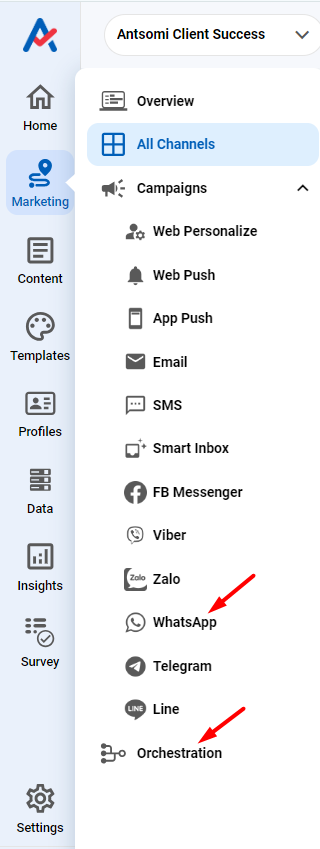 Antsomi Client Success
Home
Marketing
Content
Templates
Profiles
Data
Insights
Survey
Settings
Overview
All Channels
Campaigns
Web Personalize
Web Push
App Push
Email
SMS
Smart Inbox
FB Messenger
Viber
Zalo
Zalo
WhatsApp
Telegram
LINE
Line
Orchestration